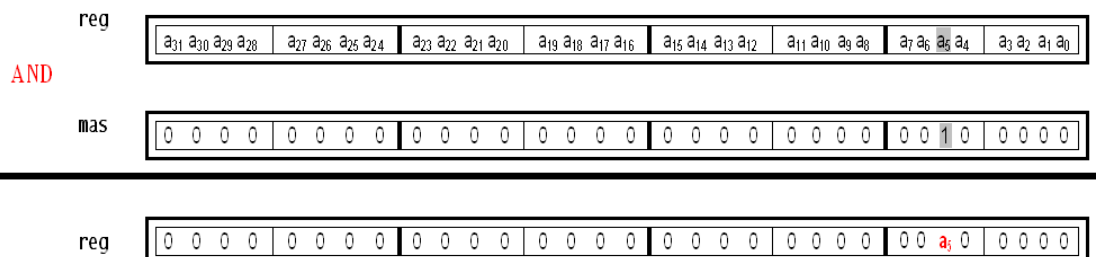 reg a₃₁ a₃₀ a₂₉ a₂₈ a₂₇ a₂₆ a₂₅ a₂₄ a₂₃ a₂₂ a₂₁ a₂₀ a₁₉ a₁₈ a₁₇ a₁₆ a₁₅ a₁₄ a₁₃ a₁₂ a₁₁ a₁₀ a₉ a₈ a₇ a₆ a₅ a₄ a₃ a₂ a₁ a₀
AND
mas 0 0 0 0 0 0 0 0 0 0 0 0 0 0 0 0 0 0 0 0 0 0 0 0 0 0 1 0 0 0 0 0
reg 0 0 0 0 0 0 0 0 0 0 0 0 0 0 0 0 0 0 0 0 0 0 0 0 0 0 a₅ 0 0 0 0 0